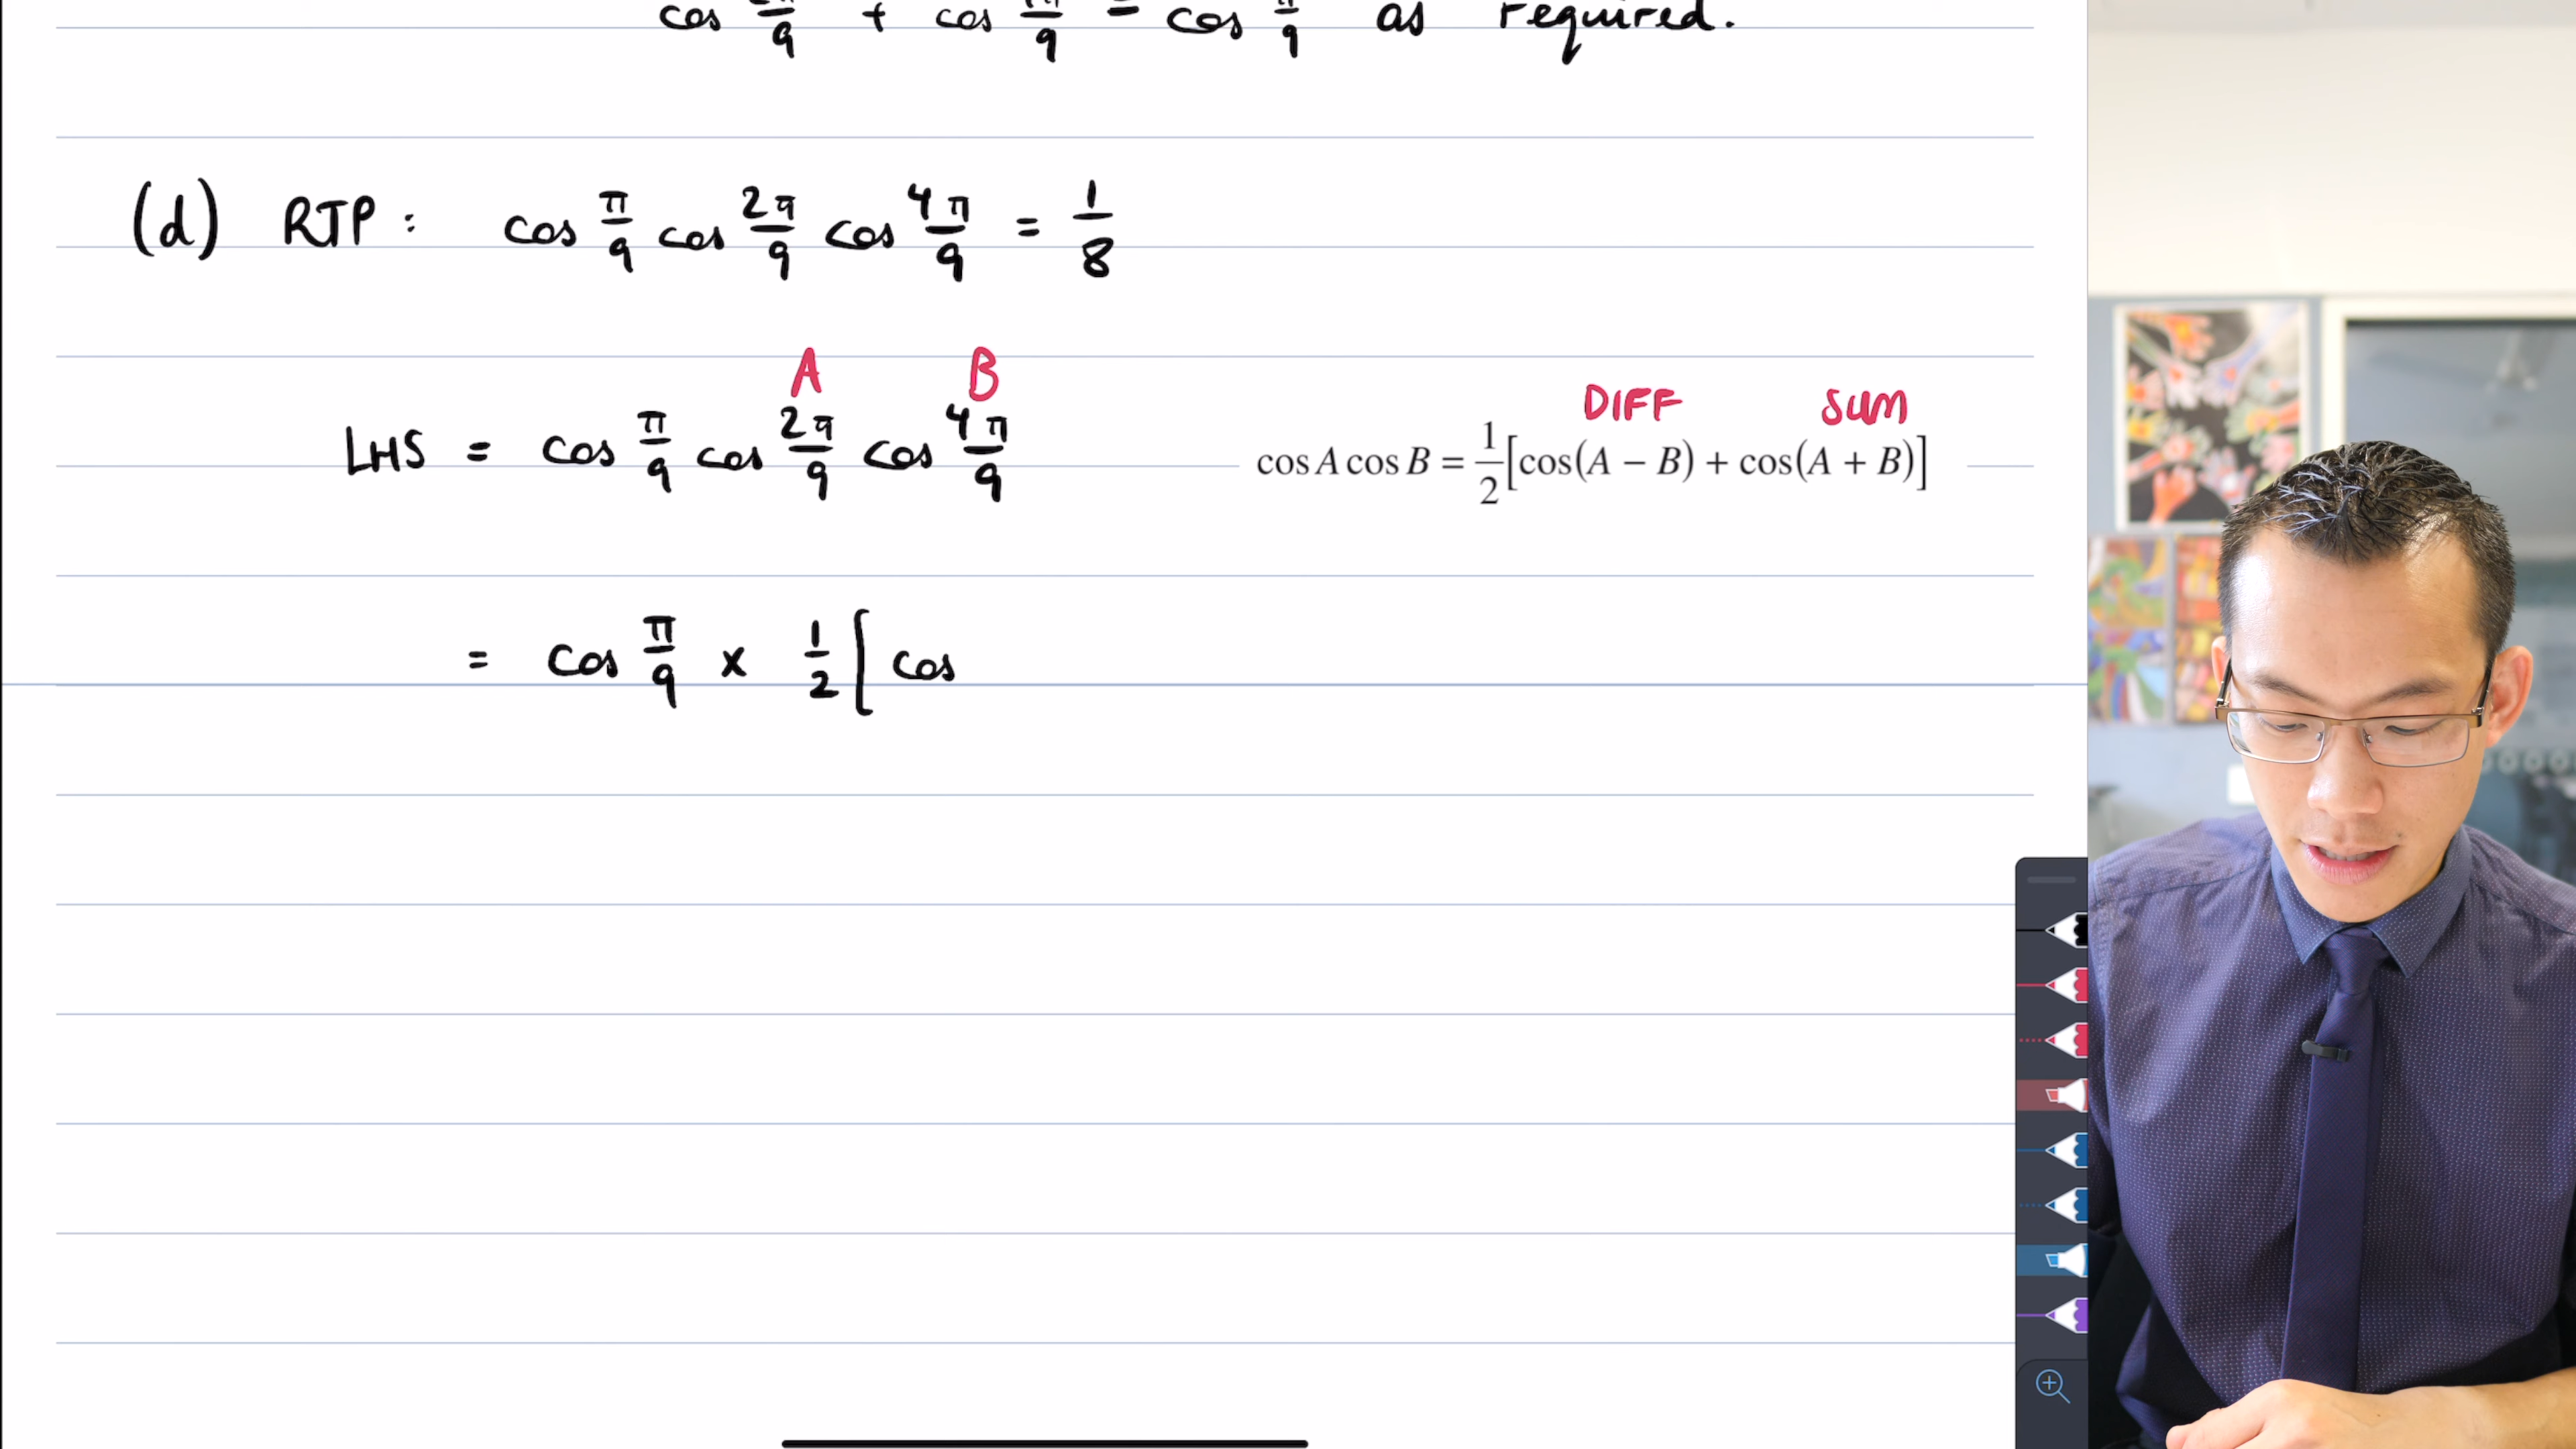 cos 2π/9 + cos 4π/9 = cos π/9 as required.
(d) RTP: cos π/9 cos 2π/9 cos 4π/9 = 1/8
A B
DIFF SUM
LHS = cos π/9 cos 2π/9 cos 4π/9
cos A cos B = 1/2[cos(A − B) + cos(A + B)]
= cos π/9 × 1/2 [ cos